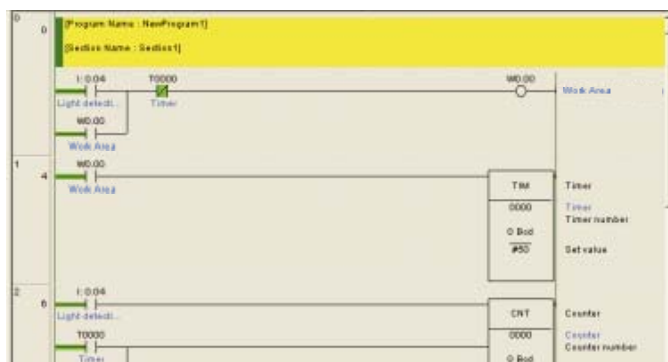 0
0
[Program Name : NewProgram1]
[Section Name : Section1]
I: 0.04 T0000 W0.00
Light detecti... Timer Work Area
W0.00
Work Area
1
4
W0.00
Work Area
TIM Timer
0000 Timer
Timer number
0 Bcd
#50 Set value
2
6
I: 0.04
Light detecti...
CNT Counter
T0000
0000 Counter
Counter number
Timer
0 Bcd